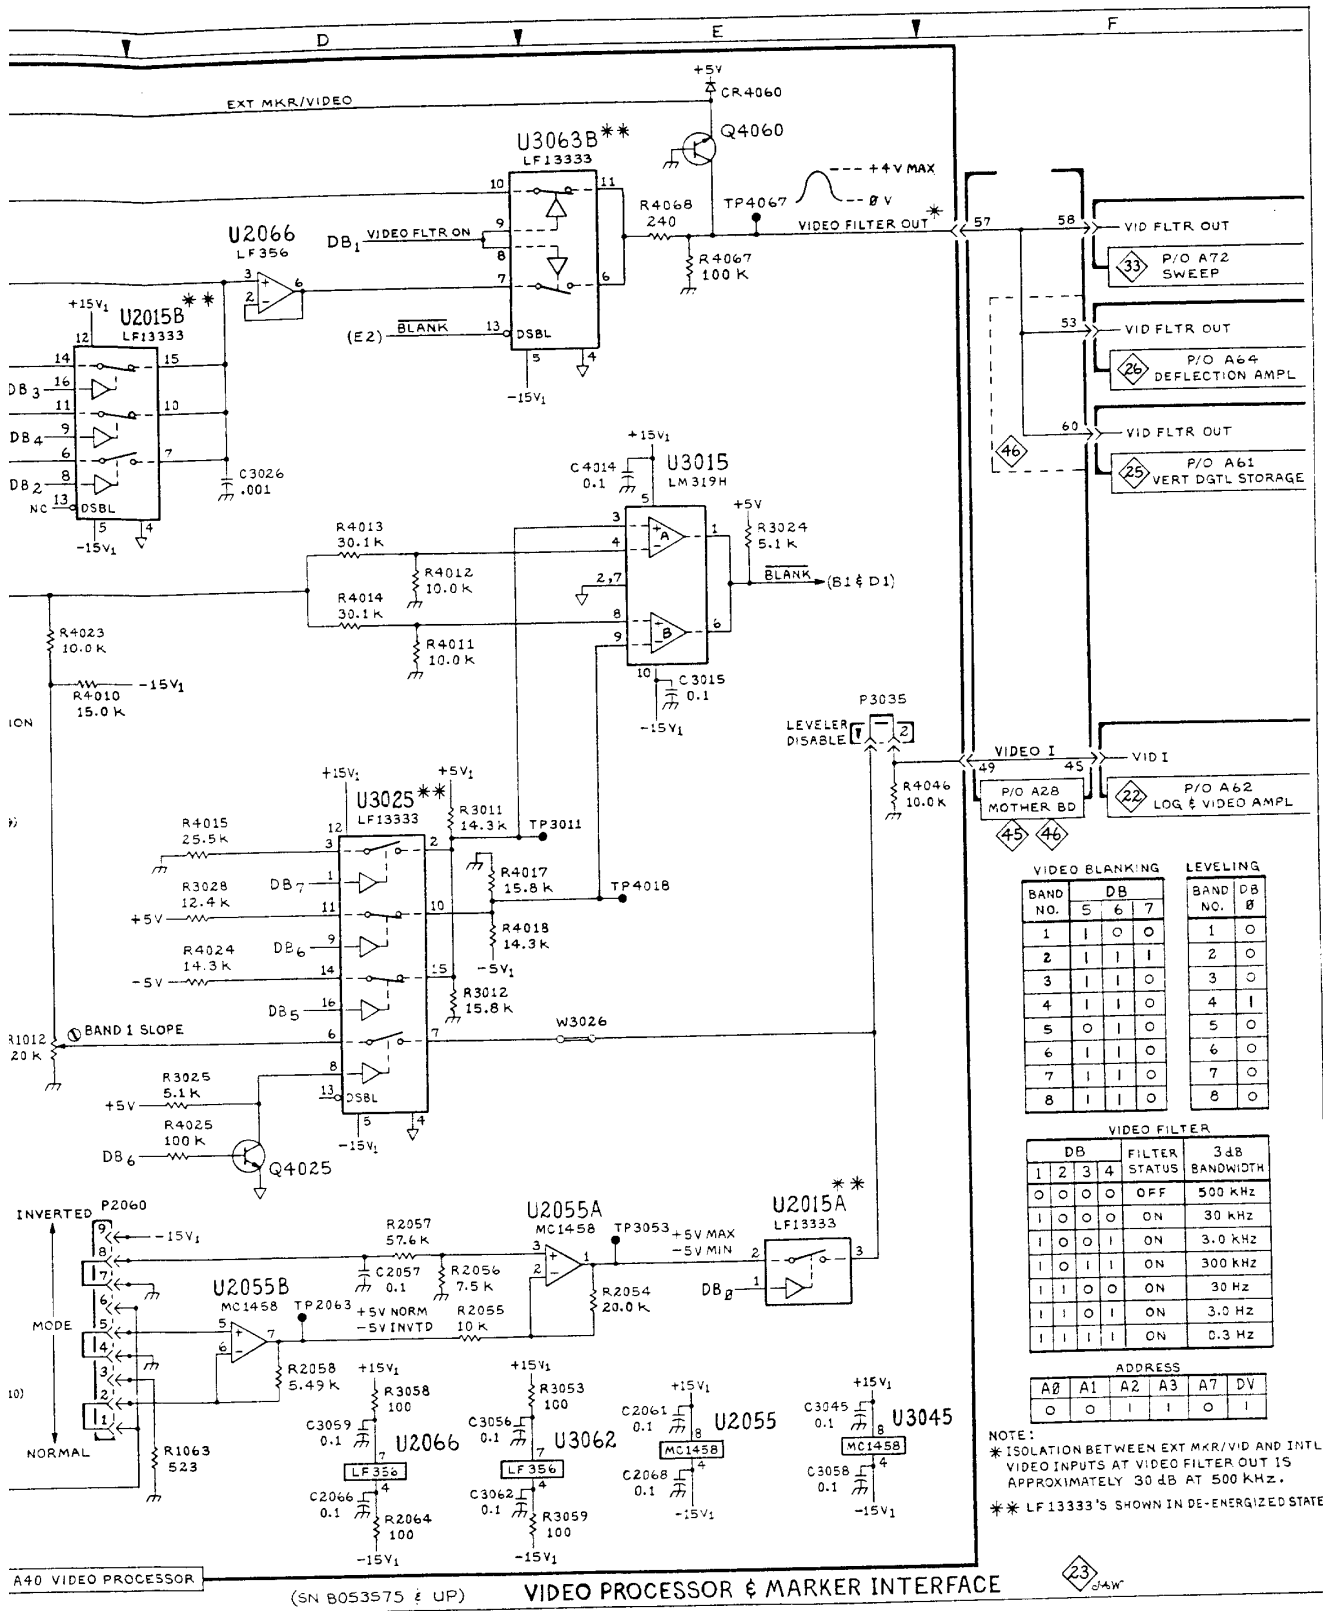 D
E
F
EXT MKR/VIDEO
+5V
CR4060
Q4060
U3063B**
LF13333
10
11
9
8
7
6
DB1 VIDEO FLTR ON
R4068
240
TP4067
+4V MAX
0 V
VIDEO FILTER OUT*
R4067
100 K
57
58
VID FLTR OUT
33
P/O A72
SWEEP
53
VID FLTR OUT
26
P/O A64
DEFLECTION AMPL
60
VID FLTR OUT
46
25
P/O A61
VERT DGTL STORAGE
U2066
LF356
3
2
6
(E2) BLANK 13
DSBL
5
4
-15V1
+15V1
U2015B**
LF13333
12
14
15
DB3 16
11
10
DB4 9
6
7
DB2 8
NC 13
DSBL
5
4
-15V1
C3026
.001
+15V1
C4014
0.1
U3015
LM319H
5
3
4
A
1
2,7
8
9
B
6
10
C3015
0.1
-15V1
+5V
R3024
5.1 K
BLANK
(B1 & D1)
R4013
30.1K
R4012
10.0 K
R4014
30.1 K
R4011
10.0 K
R4023
10.0K
R4010
15.0 K
-15V1
ION
P3035
LEVELER
DISABLE
1
2
VIDEO I
49
45
VID I
R4046
10.0 K
P/O A28
MOTHER BD
45
46
22
P/O A62
LOG & VIDEO AMPL
+15V1
U3025**
LF13333
12
+5V1
R3011
14.3K
TP3011
R4015
25.5 K
3
2
DB7 1
R4017
15.8 K
TP4018
R3028
12.4 K
+5V
11
10
DB6 9
R4018
14.3K
-5V1
R4024
14.3 K
-5V
14
15
DB5 16
R3012
15.8 K
R1012
20 K
BAND 1 SLOPE
6
7
W3026
8
13
DSBL
5
4
-15V1
R3025
5.1 K
+5V
R4025
100 K
DB6
Q4025
VIDEO BLANKING
BAND NO. DB 5 6 7
1 1 0 0
2 1 1 1
3 1 1 0
4 1 1 0
5 0 1 0
6 1 1 0
7 1 1 0
8 1 1 0
LEVELING
BAND NO. DB 0
1 0
2 0
3 0
4 1
5 0
6 0
7 0
8 0
VIDEO FILTER
DB FILTER STATUS 3dB BANDWIDTH
1 2 3 4
0 0 0 0 OFF 500 KHz
1 0 0 0 ON 30 KHz
1 0 0 1 ON 3.0 KHz
1 0 1 1 ON 300 KHz
1 1 0 0 ON 30 Hz
1 1 0 1 ON 3.0 Hz
1 1 1 1 ON 0.3 Hz
ADDRESS
A0 A1 A2 A3 A7 DV
0 0 1 1 0 1
INVERTED
P2060
MODE
NORMAL
9
8
7
6
5
4
3
2
1
-15V1
R1063
523
U2055B
MC1458
5
6
7
TP2063
+5V NORM
-5V INVTD
R2058
5.49 K
R2057
57.6K
C2057
0.1
R2056
7.5 K
R2055
10 K
U2055A
MC1458
3
2
1
TP3053
R2054
20.0K
+5V MAX
-5V MIN
U2015A**
LF13333
2
3
DB0 1
+15V1
R3058
100
C3059
0.1
7
U2066
LF356
4
C2066
0.1
R2064
100
-15V1
+15V1
R3053
100
C3056
0.1
7
U3062
LF356
4
C3062
0.1
R3059
100
-15V1
+15V1
C2061
0.1
8
U2055
MC1458
4
C2068
0.1
-15V1
+15V1
C3045
0.1
8
U3045
MC1458
4
C3058
0.1
-15V1
NOTE:
* ISOLATION BETWEEN EXT MKR/VID AND INTL
VIDEO INPUTS AT VIDEO FILTER OUT IS
APPROXIMATELY 30 dB AT 500 KHz.
** LF13333'S SHOWN IN DE-ENERGIZED STATE
A40 VIDEO PROCESSOR
(SN B053575 & UP)
VIDEO PROCESSOR & MARKER INTERFACE
23